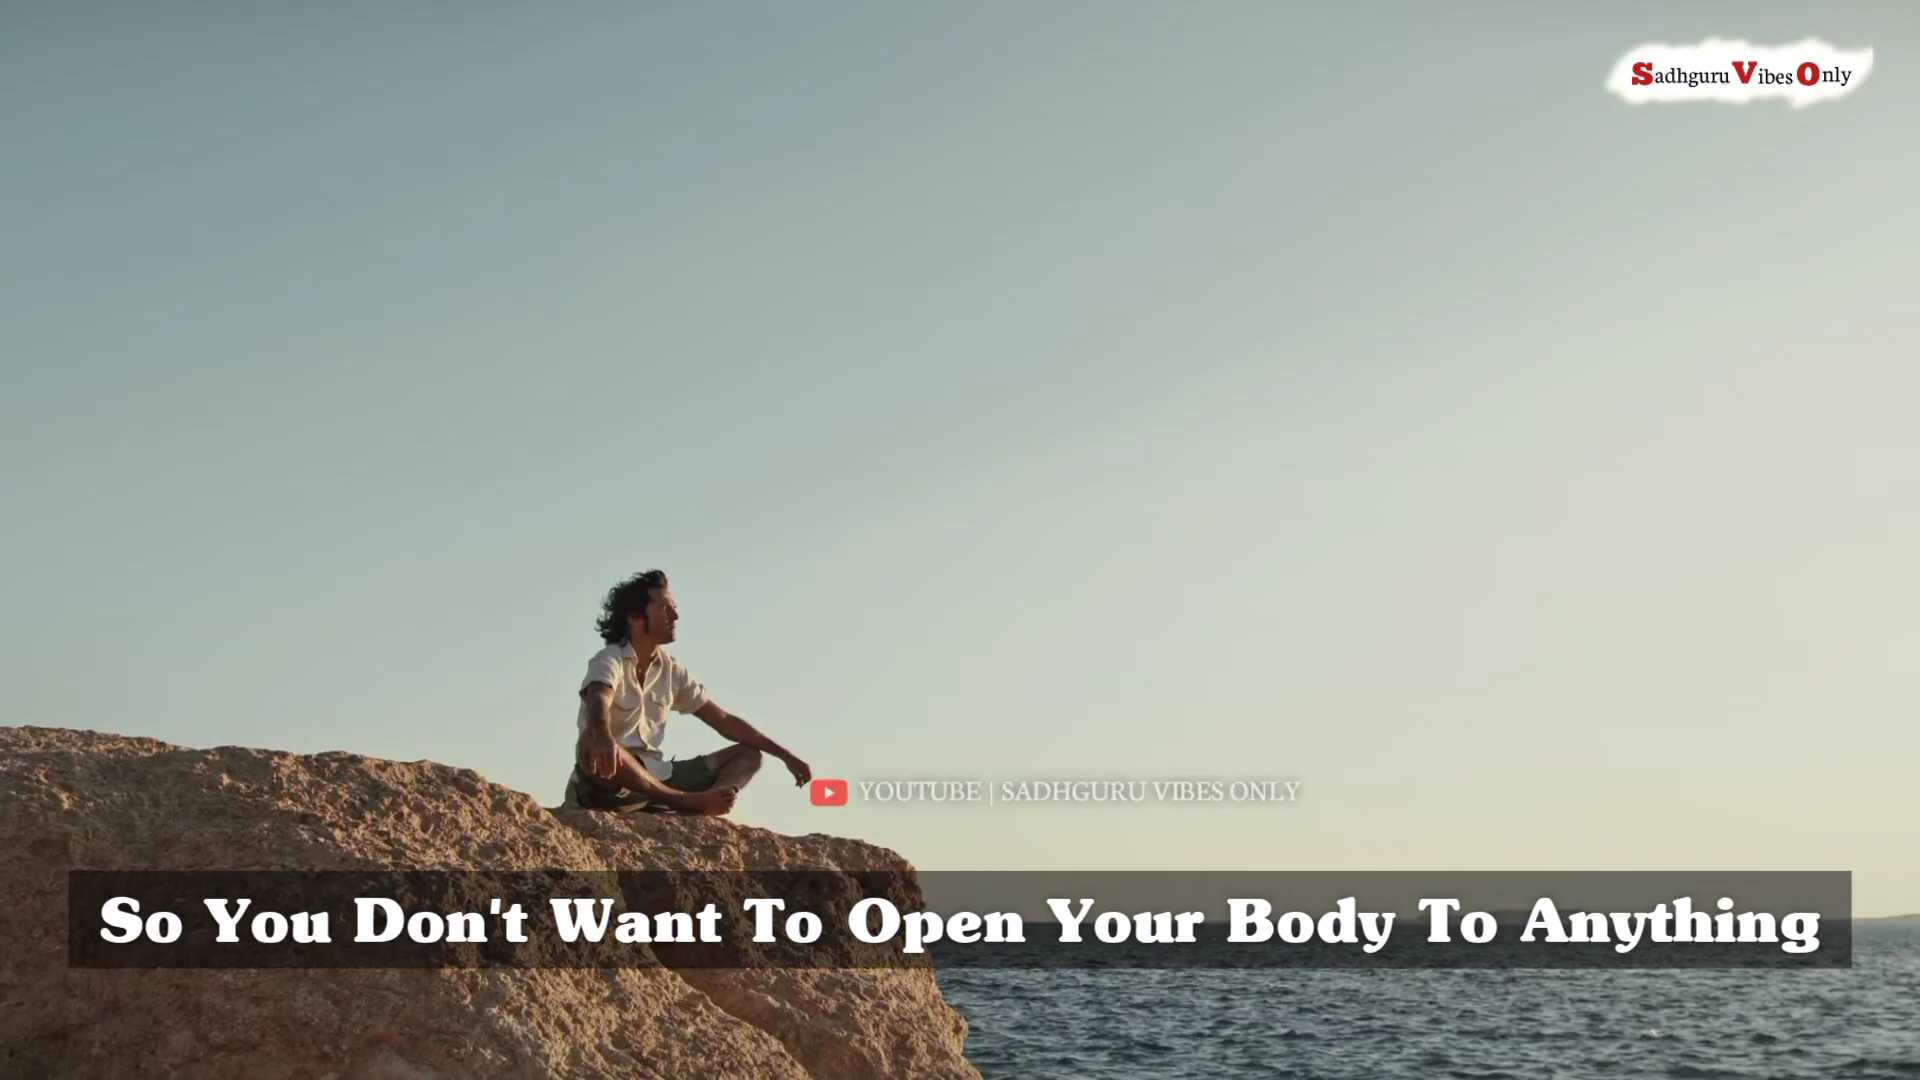 Sadhguru Vibes Only
YOUTUBE | SADHGURU VIBES ONLY
So You Don't Want To Open Your Body To Anything